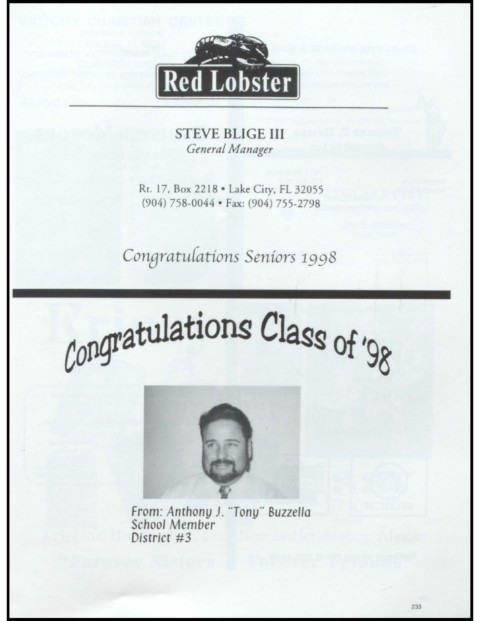 Red Lobster
STEVE BLIGE III
General Manager
Rt. 17, Box 2218 • Lake City, FL 32055
(904) 758-0044 • Fax: (904) 755-2798
Congratulations Seniors 1998
Congratulations Class of '98
From: Anthony J. "Tony" Buzzella
School Member
District #3
233